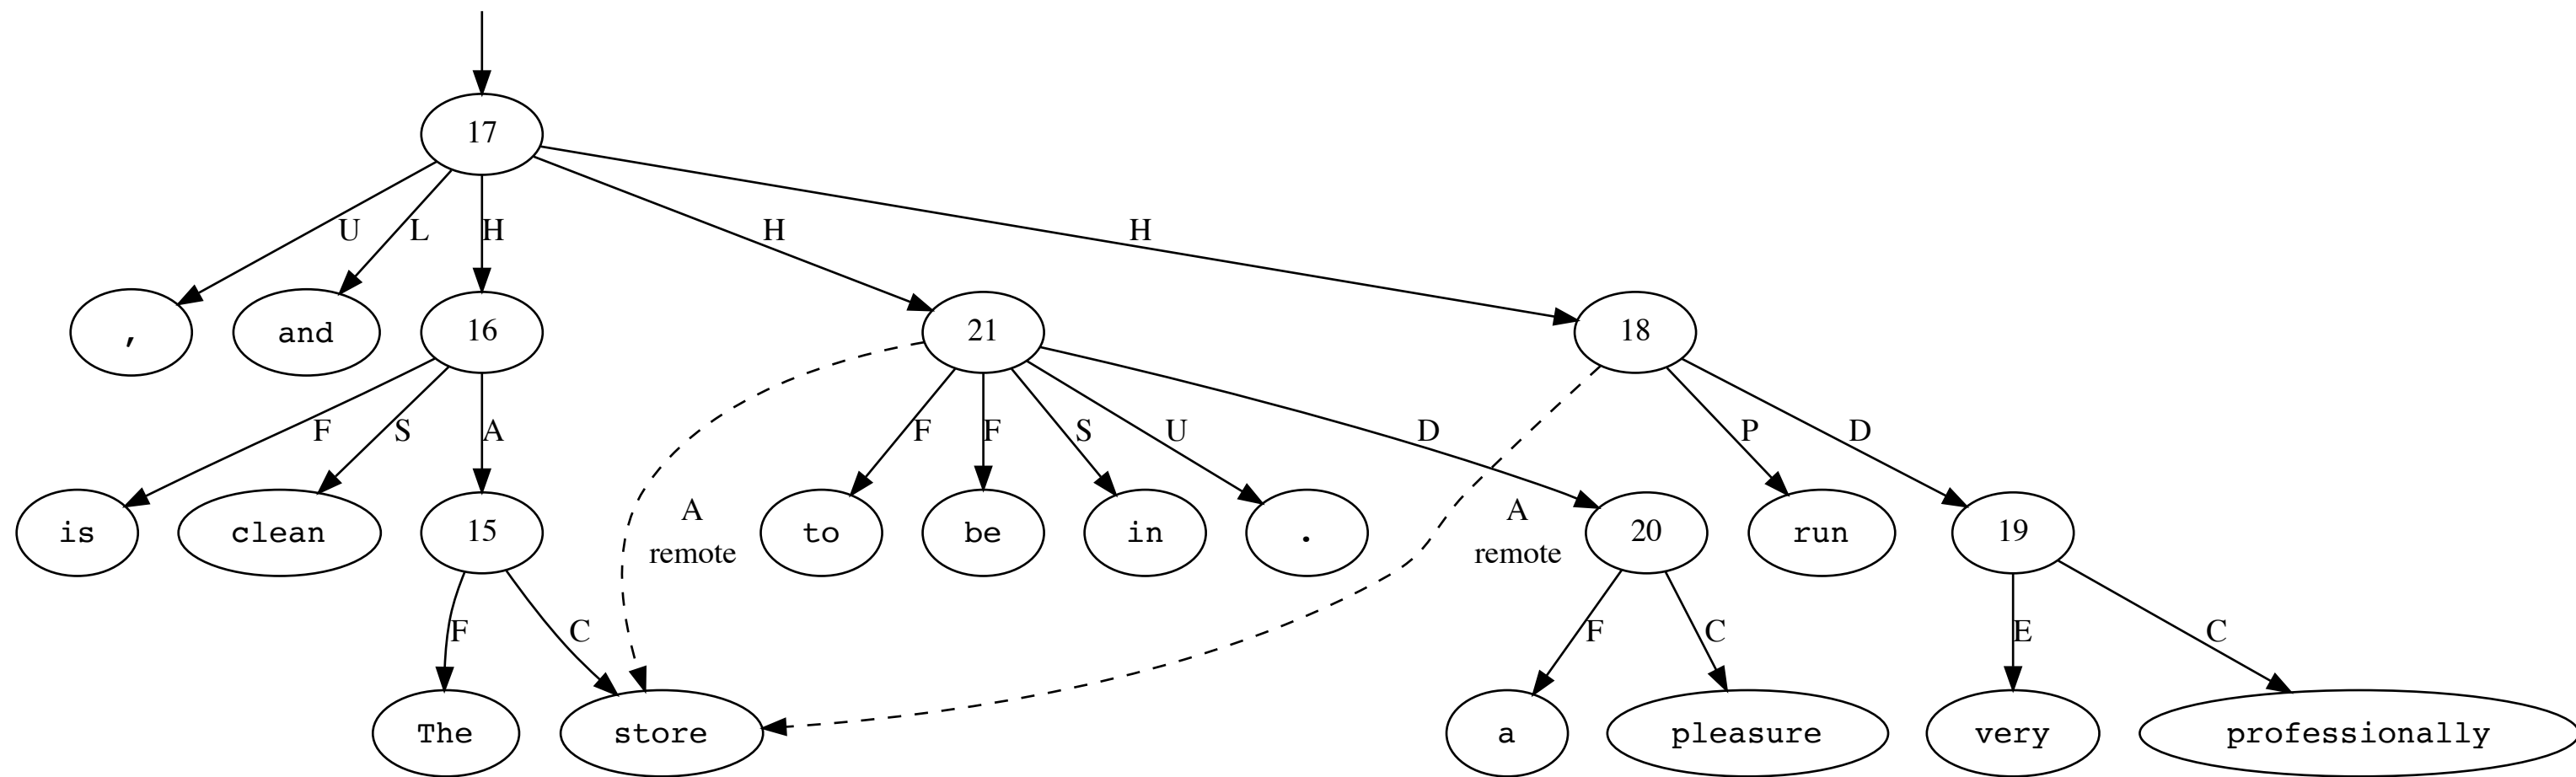 17
U L H H H
, and 16 21 18
F S A F F S U D P D
A A
remote remote
is clean 15 to be in . 20 run 19
F C F C E C
The store a pleasure very professionally